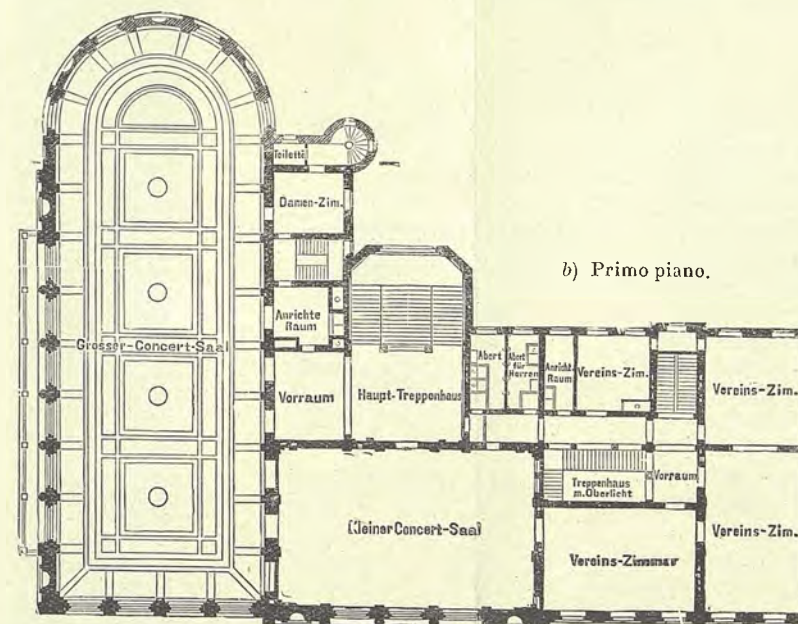 Toilette
Damen-Zim.
b) Primo piano.
Anrichte
Raum
Grosser-Concert-Saal
Abort
Abort
für
Herren
Anricht-
Raum
Vereins-Zim.
Vereins-Zim.
Vorraum
Haupt-Treppenhaus
Treppenhaus
m. Oberlicht
Vorraum
Kleiner Concert-Saal
Vereins-Zimmer
Vereins-Zim.